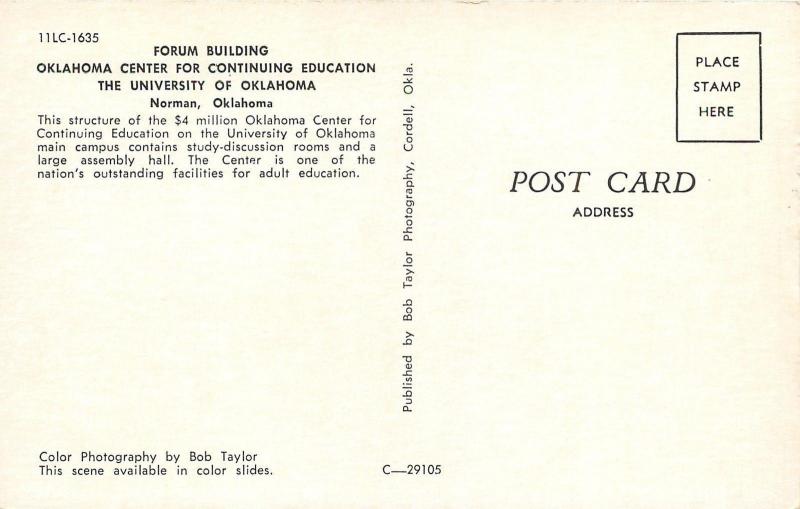 11LC-1635
FORUM BUILDING
OKLAHOMA CENTER FOR CONTINUING EDUCATION
THE UNIVERSITY OF OKLAHOMA
Norman, Oklahoma
This structure of the $4 million Oklahoma Center for
Continuing Education on the University of Oklahoma
main campus contains study-discussion rooms and a
large assembly hall. The Center is one of the
nation's outstanding facilities for adult education.
Color Photography by Bob Taylor
This scene available in color slides.
C—29105
Published by Bob Taylor Photography, Cordell, Okla.
PLACE
STAMP
HERE
POST CARD
ADDRESS